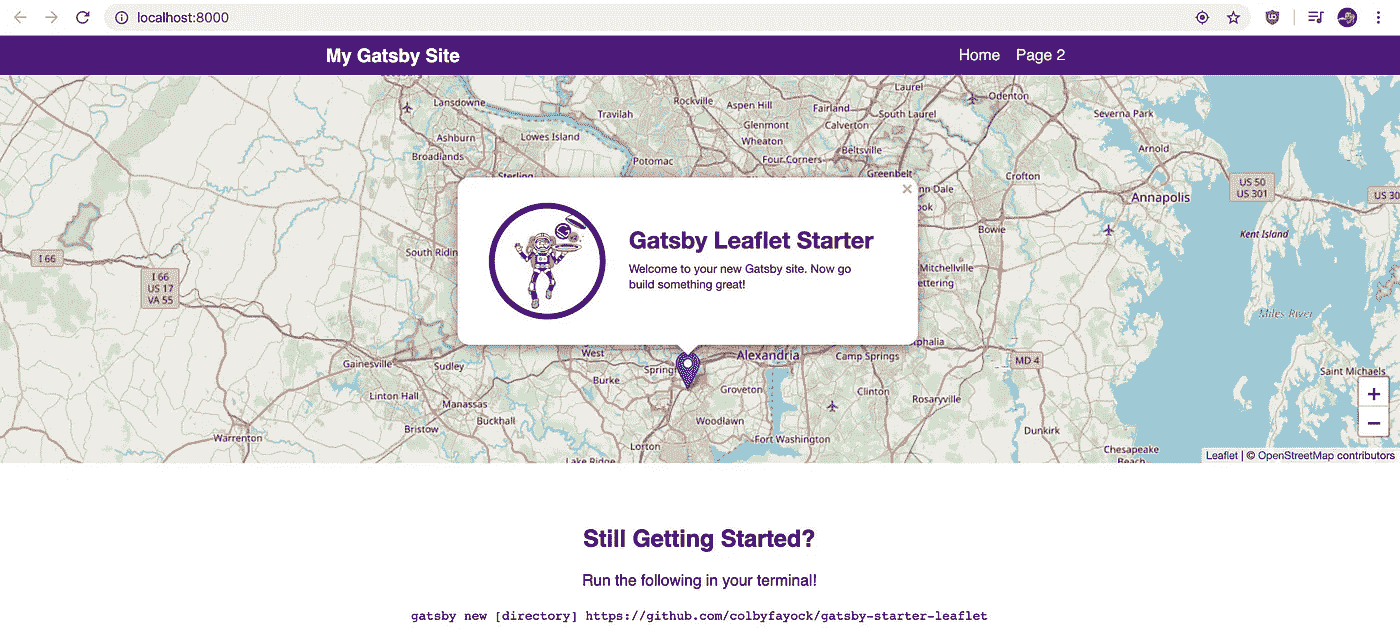 localhost:8000
My Gatsby Site
Home Page 2
Lansdowne
Rockville
Aspen Hill
Laurel
Odenton
Travilah
Fairland
South Laurel
Severna Park
Ashburn
Lowes Island
Glenmont
Calverton
Broadlands
Wheaton
Arnold
Potomac
Four Corners
Beltsville
Sterling
Greenbelt
Crofton
US 50
US 301
US 30
Annapolis
Bowie
Kent Island
South Riding
Mitchellville
ettering
I 66
I 66
US 17
VA 55
×
Gatsby Leaflet Starter
Welcome to your new Gatsby site. Now go
build something great!
Miles River
Gainesville
Sudley
West
Alexandria
Camp Springs
MD 4
Burke
Groveton
Clinton
Rosaryville
Saint Michaels
Linton Hall
Manassas
Buckhall
Woodlawn
Bristow
Warrenton
Lorton
Fort Washington
Dunkirk
Chesapeake
Beach
Lake Ridge
+
−
Leaflet | © OpenStreetMap contributors
Still Getting Started?
Run the following in your terminal!
gatsby new [directory] https://github.com/colbyfayock/gatsby-starter-leaflet